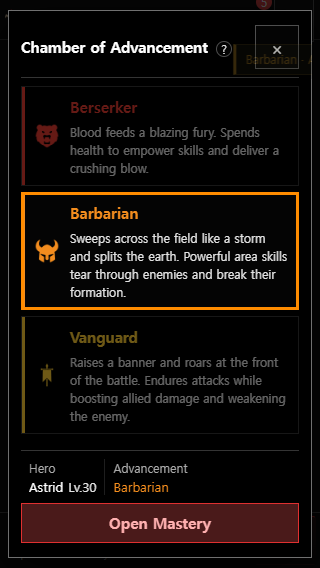 Chamber of Advancement ?
×
Barbarian - A
Berserker
Blood feeds a blazing fury. Spends
health to empower skills and deliver a
crushing blow.
Barbarian
Sweeps across the field like a storm
and splits the earth. Powerful area skills
tear through enemies and break their
formation.
Vanguard
Raises a banner and roars at the front
of the battle. Endures attacks while
boosting allied damage and weakening
the enemy.
Hero
Astrid Lv.30
Advancement
Barbarian
Open Mastery